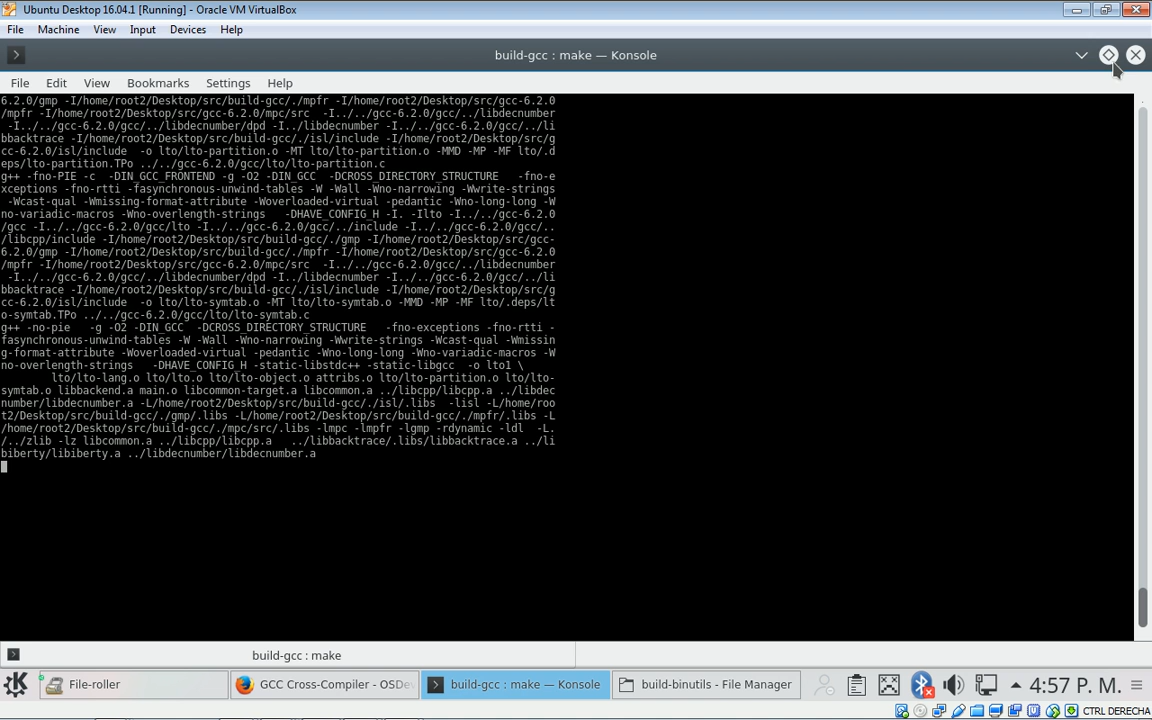 Ubuntu Desktop 16.04.1 [Running] - Oracle VM VirtualBox
File Machine View Input Devices Help
build-gcc : make — Konsole
File Edit View Bookmarks Settings Help
6.2.0/gmp -I/home/root2/Desktop/src/build-gcc/./mpfr -I/home/root2/Desktop/src/gcc-6.2.0
/mpfr -I/home/root2/Desktop/src/gcc-6.2.0/mpc/src  -I../../gcc-6.2.0/gcc/../libdecnumber
 -I../../gcc-6.2.0/gcc/../libdecnumber/dpd -I../libdecnumber -I../../gcc-6.2.0/gcc/../li
bbacktrace -I/home/root2/Desktop/src/build-gcc/./isl/include -I/home/root2/Desktop/src/g
cc-6.2.0/isl/include  -o lto/lto-partition.o -MT lto/lto-partition.o -MMD -MP -MF lto/.d
eps/lto-partition.TPo ../../gcc-6.2.0/gcc/lto/lto-partition.c
g++ -fno-PIE -c  -DIN_GCC_FRONTEND -g -O2 -DIN_GCC  -DCROSS_DIRECTORY_STRUCTURE   -fno-e
xceptions -fno-rtti -fasynchronous-unwind-tables -W -Wall -Wno-narrowing -Wwrite-strings
 -Wcast-qual -Wmissing-format-attribute -Woverloaded-virtual -pedantic -Wno-long-long -W
no-variadic-macros -Wno-overlength-strings   -DHAVE_CONFIG_H -I. -Ilto -I../../gcc-6.2.0
/gcc -I../../gcc-6.2.0/gcc/lto -I../../gcc-6.2.0/gcc/../include -I../../gcc-6.2.0/gcc/..
/libcpp/include -I/home/root2/Desktop/src/build-gcc/./gmp -I/home/root2/Desktop/src/gcc-
6.2.0/gmp -I/home/root2/Desktop/src/build-gcc/./mpfr -I/home/root2/Desktop/src/gcc-6.2.0
/mpfr -I/home/root2/Desktop/src/gcc-6.2.0/mpc/src  -I../../gcc-6.2.0/gcc/../libdecnumber
 -I../../gcc-6.2.0/gcc/../libdecnumber/dpd -I../libdecnumber -I../../gcc-6.2.0/gcc/../li
bbacktrace -I/home/root2/Desktop/src/build-gcc/./isl/include -I/home/root2/Desktop/src/g
cc-6.2.0/isl/include  -o lto/lto-symtab.o -MT lto/lto-symtab.o -MMD -MP -MF lto/.deps/lt
o-symtab.TPo ../../gcc-6.2.0/gcc/lto/lto-symtab.c
g++ -no-pie   -g -O2 -DIN_GCC  -DCROSS_DIRECTORY_STRUCTURE   -fno-exceptions -fno-rtti -
fasynchronous-unwind-tables -W -Wall -Wno-narrowing -Wwrite-strings -Wcast-qual -Wmissin
g-format-attribute -Woverloaded-virtual -pedantic -Wno-long-long -Wno-variadic-macros -W
no-overlength-strings   -DHAVE_CONFIG_H -static-libstdc++ -static-libgcc  -o lto1 \
lto/lto-lang.o lto/lto.o lto/lto-object.o attribs.o lto/lto-partition.o lto/lto-
symtab.o libbackend.a main.o libcommon-target.a libcommon.a ../libcpp/libcpp.a ../libdec
number/libdecnumber.a -L/home/root2/Desktop/src/build-gcc/./isl/.libs  -lisl -L/home/roo
t2/Desktop/src/build-gcc/./gmp/.libs -L/home/root2/Desktop/src/build-gcc/./mpfr/.libs -L
/home/root2/Desktop/src/build-gcc/./mpc/src/.libs -lmpc -lmpfr -lgmp -rdynamic -ldl  -L.
/../zlib -lz libcommon.a ../libcpp/libcpp.a   ../libbacktrace/.libs/libbacktrace.a ../li
biberty/libiberty.a ../libdecnumber/libdecnumber.a
build-gcc : make
File-roller
GCC Cross-Compiler - OSDev
build-gcc : make — Konsole
build-binutils - File Manager
4:57 P. M.
CTRL DERECHA